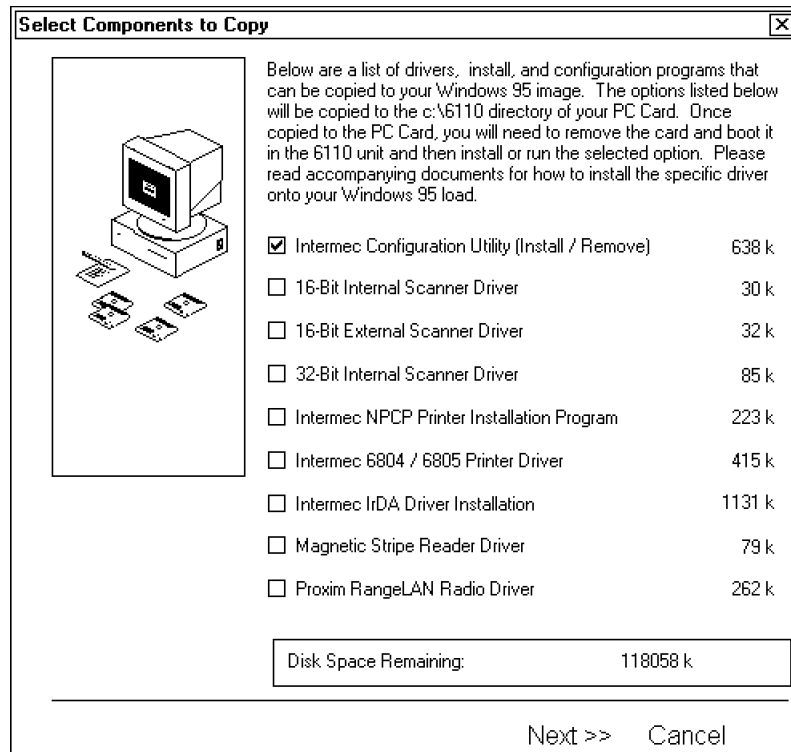 Select Components to Copy
Below are a list of drivers, install, and configuration programs that
can be copied to your Windows 95 image. The options listed below
will be copied to the c:\6110 directory of your PC Card. Once
copied to the PC Card, you will need to remove the card and boot it
in the 6110 unit and then install or run the selected option. Please
read accompanying documents for how to install the specific driver
onto your Windows 95 load.
Intermec Configuration Utility (Install / Remove) 638 k
16-Bit Internal Scanner Driver 30 k
16-Bit External Scanner Driver 32 k
32-Bit Internal Scanner Driver 85 k
Intermec NPCP Printer Installation Program 223 k
Intermec 6804 / 6805 Printer Driver 415 k
Intermec IrDA Driver Installation 1131 k
Magnetic Stripe Reader Driver 79 k
Proxim RangeLAN Radio Driver 262 k
Disk Space Remaining: 118058 k
Next >> Cancel